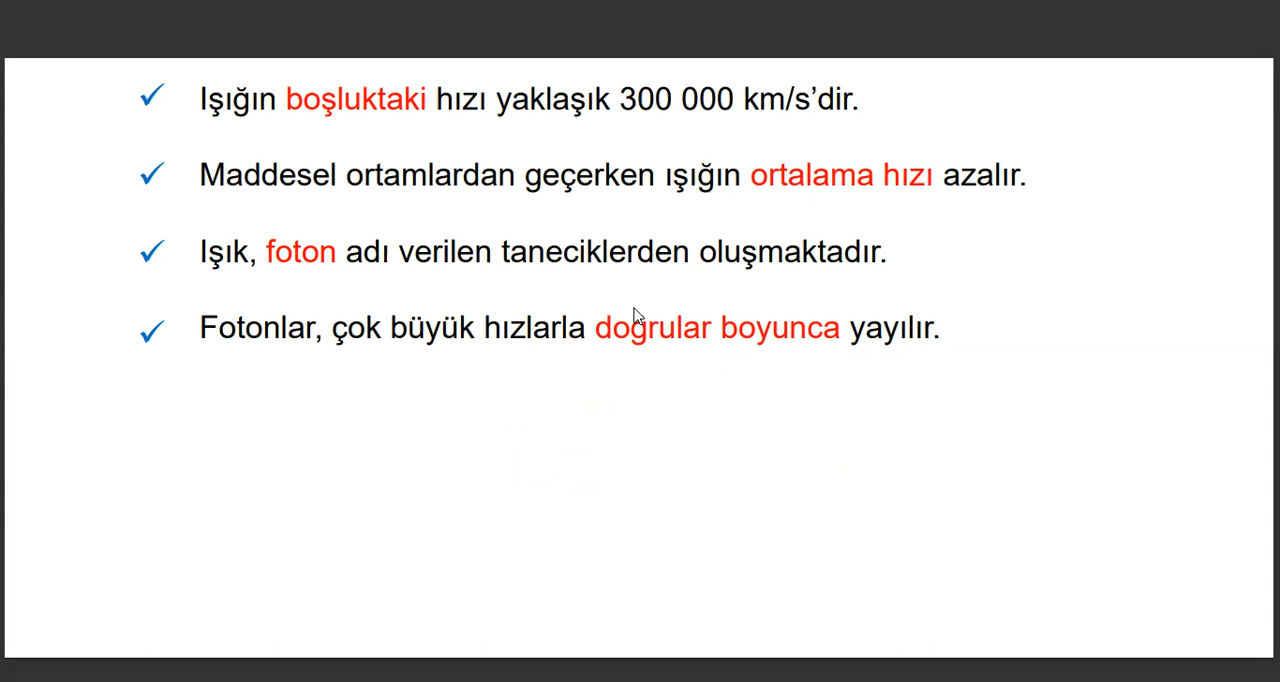 Işığın boşluktaki hızı yaklaşık 300 000 km/s’dir.
Maddesel ortamlardan geçerken ışığın ortalama hızı azalır.
Işık, foton adı verilen taneciklerden oluşmaktadır.
Fotonlar, çok büyük hızlarla doğrular boyunca yayılır.